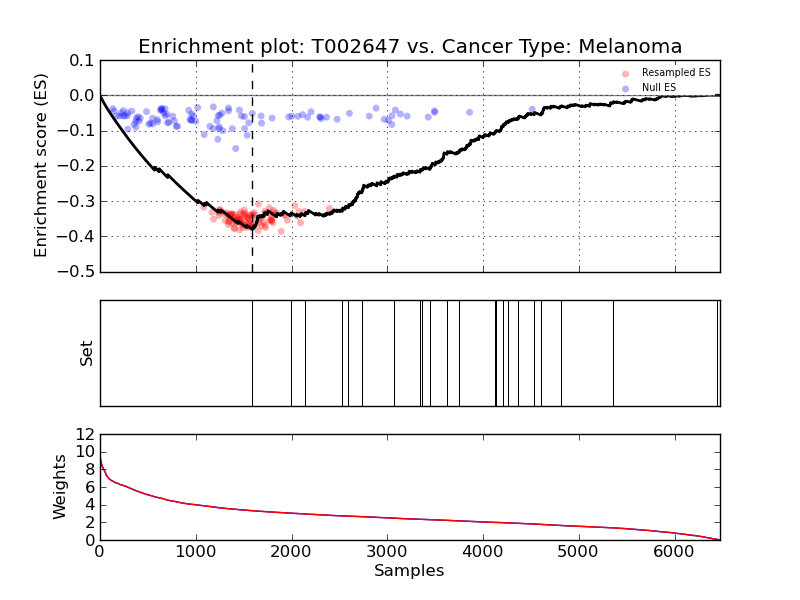 Enrichment plot: T002647 vs. Cancer Type: Melanoma
0.1
0.0
−0.1
−0.2
−0.3
−0.4
−0.5
Enrichment score (ES)
Resampled ES
Null ES
Set
12
10
8
6
4
2
0
Weights
0 1000 2000 3000 4000 5000 6000
Samples